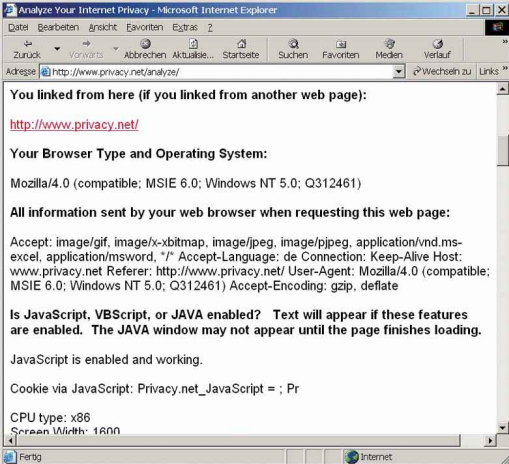 Analyze Your Internet Privacy - Microsoft Internet Explorer
Datei Bearbeiten Ansicht Favoriten Extras ?
Zurück Vorwärts Abbrechen Aktualisie... Startseite Suchen Favoriten Medien Verlauf »
Adresse http://www.privacy.net/analyze/ Wechseln zu Links »
You linked from here (if you linked from another web page):
http://www.privacy.net/
Your Browser Type and Operating System:
Mozilla/4.0 (compatible; MSIE 6.0; Windows NT 5.0; Q312461)
All information sent by your web browser when requesting this web page:
Accept: image/gif, image/x-xbitmap, image/jpeg, image/pjpeg, application/vnd.ms-
excel, application/msword, */* Accept-Language: de Connection: Keep-Alive Host:
www.privacy.net Referer: http://www.privacy.net/ User-Agent: Mozilla/4.0 (compatible;
MSIE 6.0; Windows NT 5.0; Q312461) Accept-Encoding: gzip, deflate
Is JavaScript, VBScript, or JAVA enabled? Text will appear if these features
are enabled. The JAVA window may not appear until the page finishes loading.
JavaScript is enabled and working.
Cookie via JavaScript: Privacy.net_JavaScript = ; Pr
CPU type: x86
Screen Width: 1600
Fertig Internet